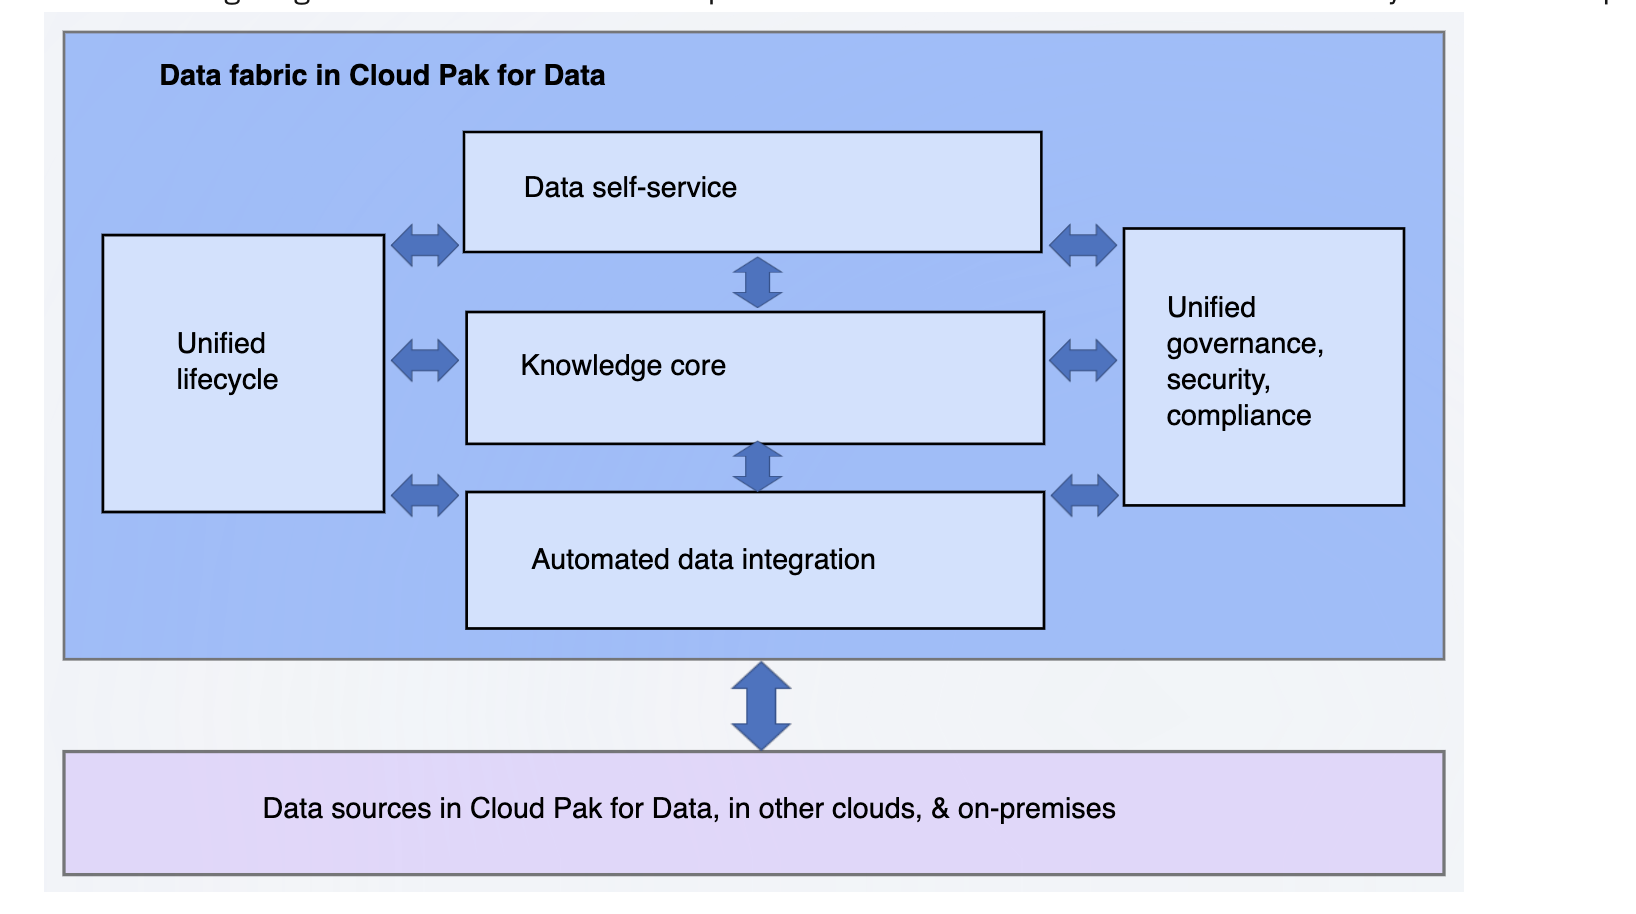 Data fabric in Cloud Pak for Data
Data self-service
Unified
lifecycle
Knowledge core
Unified
governance,
security,
compliance
Automated data integration
Data sources in Cloud Pak for Data, in other clouds, & on-premises